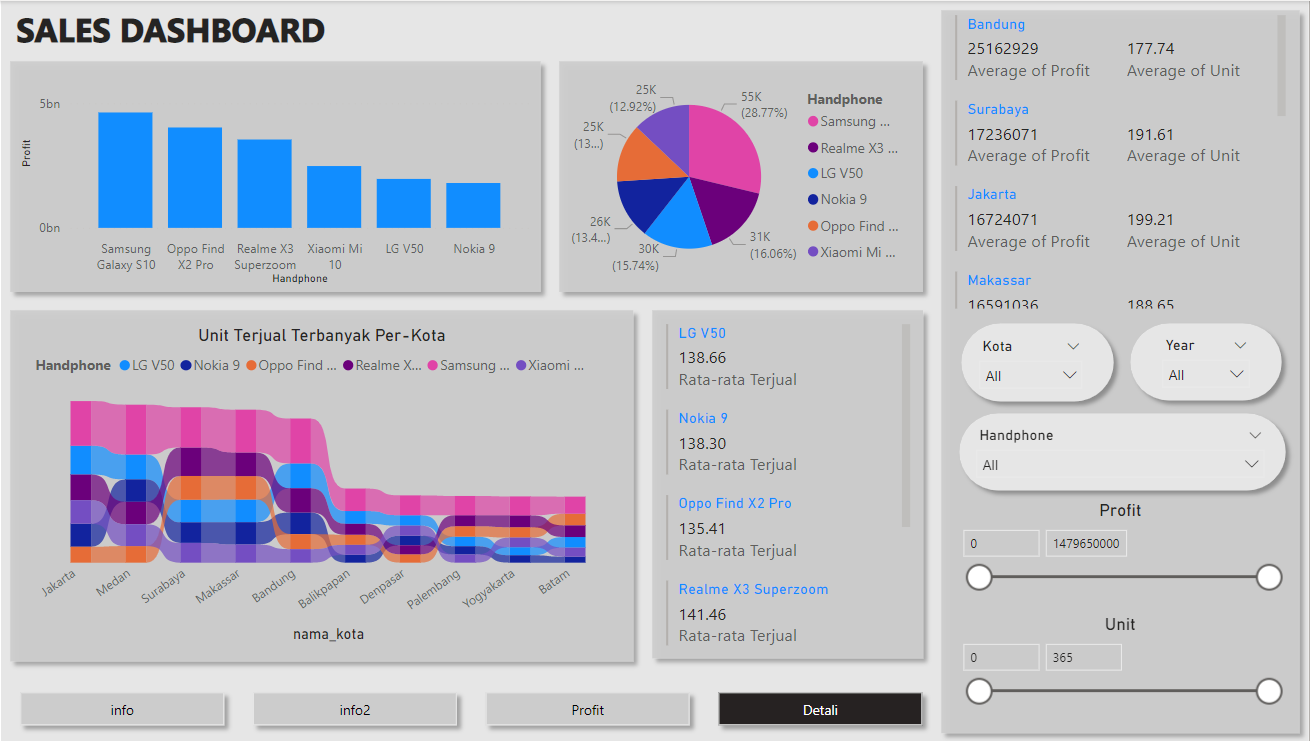 SALES DASHBOARD
5bn
0bn
Profit
Samsung
Galaxy S10
Oppo Find
X2 Pro
Realme X3
Superzoom
Xiaomi Mi
10
LG V50
Nokia 9
Handphone
25K
(12.92%)
55K
(28.77%)
25K
(13...)
26K
(13.4...)
30K
(15.74%)
31K
(16.06%)
Handphone
Samsung ...
Realme X3 ...
LG V50
Nokia 9
Oppo Find ...
Xiaomi Mi ...
Unit Terjual Terbanyak Per-Kota
Handphone LG V50 Nokia 9 Oppo Find ... Realme X... Samsung ... Xiaomi ...
Jakarta
Medan
Surabaya
Makassar
Bandung
Balikpapan
Denpasar
Palembang
Yogyakarta
Batam
nama_kota
LG V50
138.66
Rata-rata Terjual
Nokia 9
138.30
Rata-rata Terjual
Oppo Find X2 Pro
135.41
Rata-rata Terjual
Realme X3 Superzoom
141.46
Rata-rata Terjual
Bandung
25162929 177.74
Average of Profit Average of Unit
Surabaya
17236071 191.61
Average of Profit Average of Unit
Jakarta
16724071 199.21
Average of Profit Average of Unit
Makassar
16591036 188.65
Kota
All
Year
All
Handphone
All
Profit
0 1479650000
Unit
0 365
info info2 Profit Detali